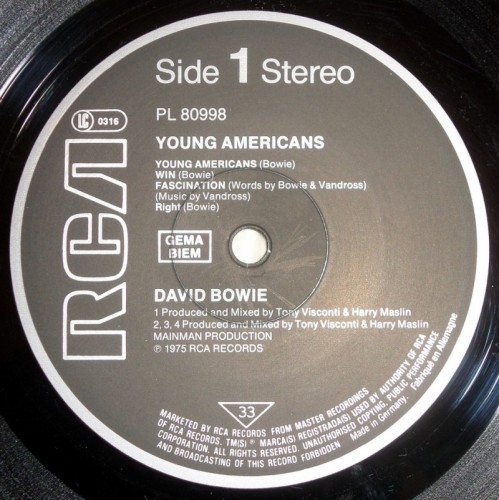 Side 1 Stereo
PL 80998
LC 0316
RCA
YOUNG AMERICANS
YOUNG AMERICANS (Bowie)
WIN (Bowie)
FASCINATION (Words by Bowie & Vandross)
(Music by Vandross)
Right (Bowie)
GEMA
BIEM
DAVID BOWIE
1 Produced and Mixed by Tony Visconti & Harry Maslin
2, 3, 4 Produced and Mixed by Tony Visconti & Harry Maslin
MAINMAN PRODUCTION
℗ 1975 RCA RECORDS
33
MARKETED BY RCA RECORDS FROM MASTER RECORDINGS
OF RCA RECORDS. TM(S) ® MARCA(S) REGISTRADA(S) USED BY AUTHORITY OF RCA
CORPORATION. ALL RIGHTS RESERVED. UNAUTHORISED COPYING, PUBLIC PERFORMANCE
AND BROADCASTING OF THIS RECORD FORBIDDEN
Made in Germany. Fabriqué en Allemagne